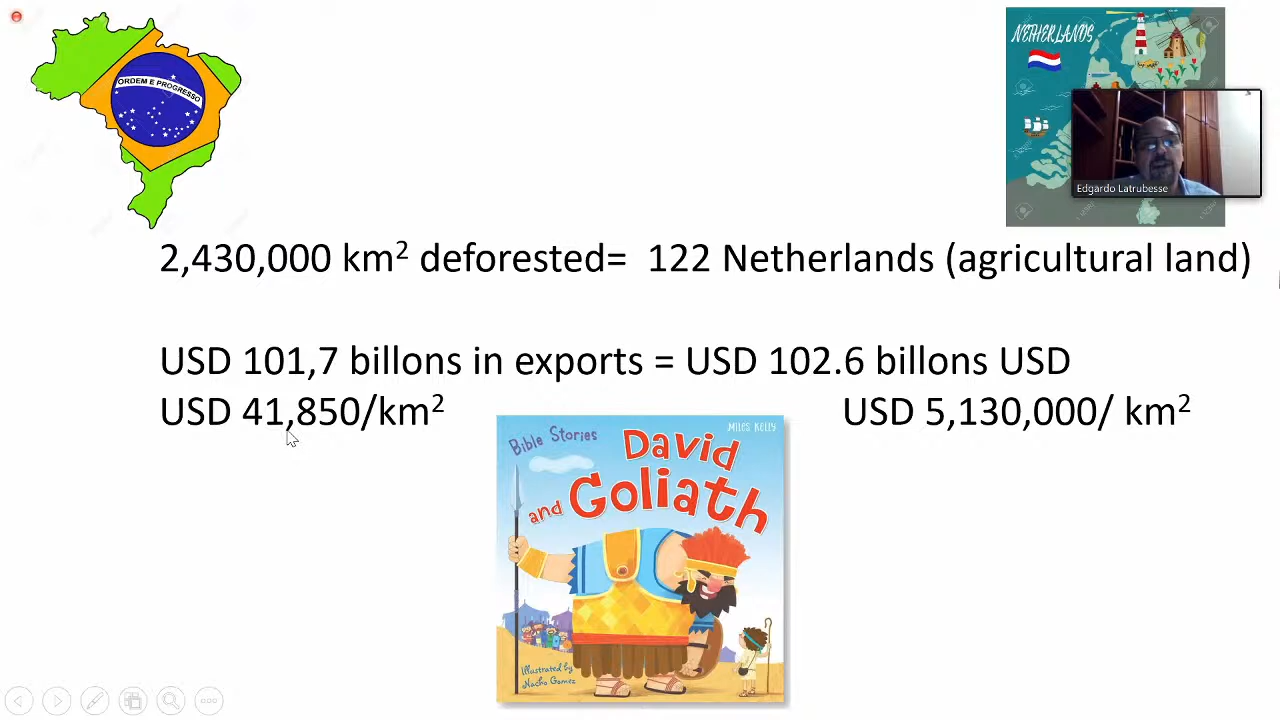 ORDEM E PROGRESSO
NETHERLANDS
Edgardo Latrubesse
2,430,000 km² deforested= 122 Netherlands (agricultural land)
USD 101,7 billons in exports = USD 102.6 billons USD
USD 41,850/km²
USD 5,130,000/ km²
MILES KELLY
Bible Stories
David
and Goliath
Illustrated by
Nacho Gomez